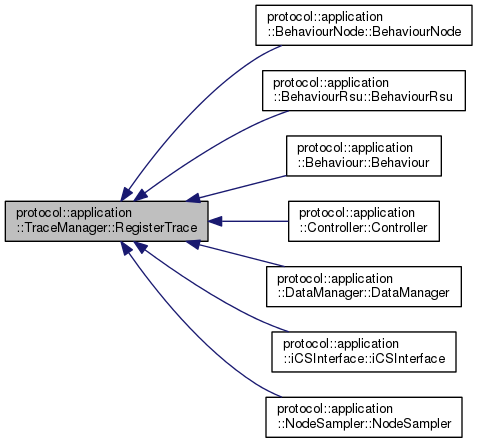 protocol::application
::BehaviourNode::BehaviourNode
protocol::application
::BehaviourRsu::BehaviourRsu
protocol::application
::Behaviour::Behaviour
protocol::application
::TraceManager::RegisterTrace
protocol::application
::Controller::Controller
protocol::application
::DataManager::DataManager
protocol::application
::iCSInterface::iCSInterface
protocol::application
::NodeSampler::NodeSampler